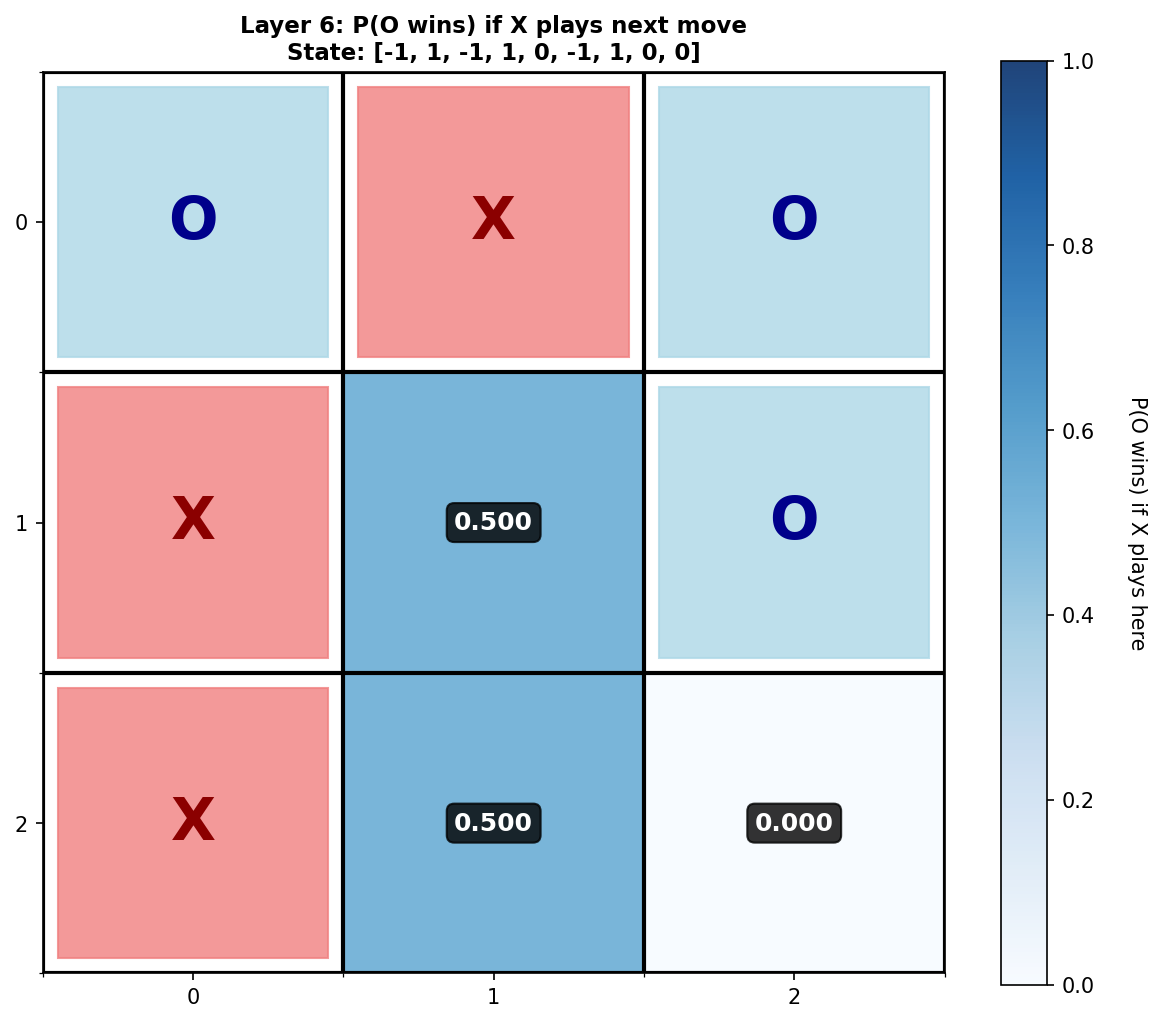 Layer 6: P(O wins) if X plays next move
State: [-1, 1, -1, 1, 0, -1, 1, 0, 0]
O
X
O
0
X
0.500
O
1
X
0.500
0.000
2
0
1
2
1.0
0.8
0.6
0.4
0.2
0.0
P(O wins) if X plays here